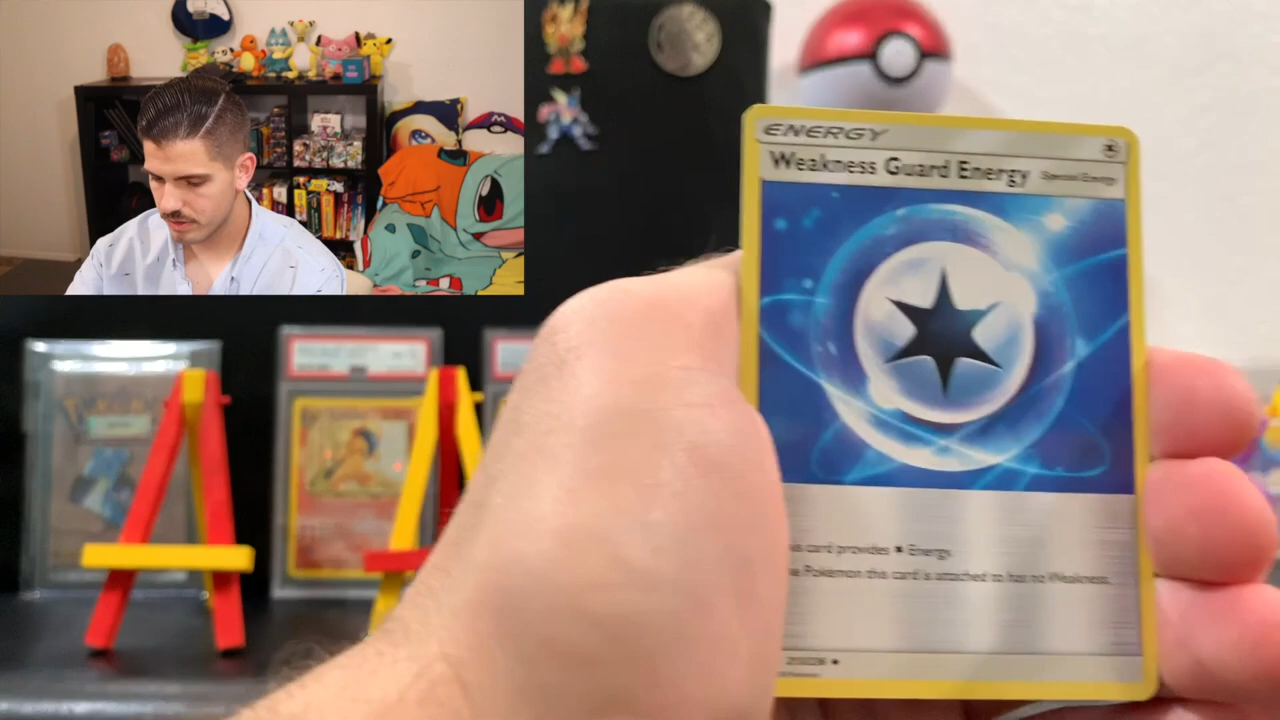 ENERGY
Weakness Guard Energy Special Energy
card provides Energy.
Pokémon this card is attached to has no Weakness.